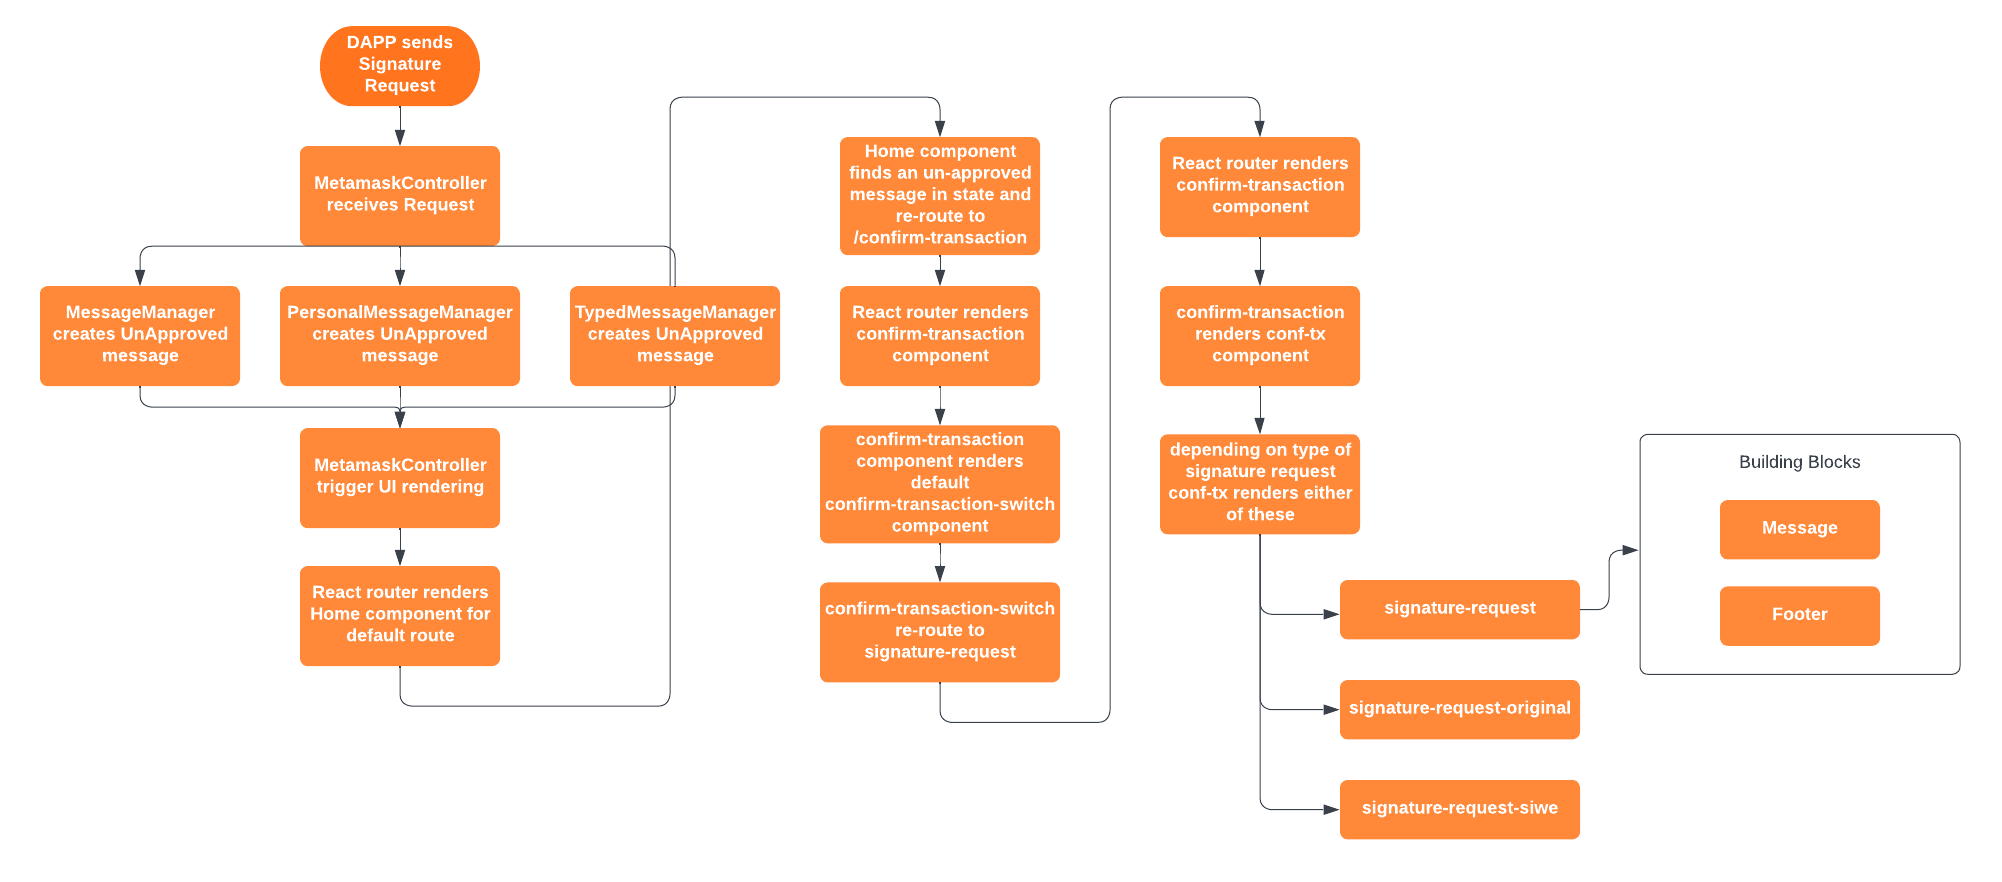 DAPP sends
Signature
Request
MetamaskController
receives Request
MessageManager
creates UnApproved
message
PersonalMessageManager
creates UnApproved
message
TypedMessageManager
creates UnApproved
message
MetamaskController
trigger UI rendering
React router renders
Home component for
default route
Home component
finds an un-approved
message in state and
re-route to
/confirm-transaction
React router renders
confirm-transaction
component
confirm-transaction
component renders
default
confirm-transaction-switch
component
confirm-transaction-switch
re-route to
signature-request
React router renders
confirm-transaction
component
confirm-transaction
renders conf-tx
component
depending on type of
signature request
conf-tx renders either
of these
signature-request
signature-request-original
signature-request-siwe
Building Blocks
Message
Footer